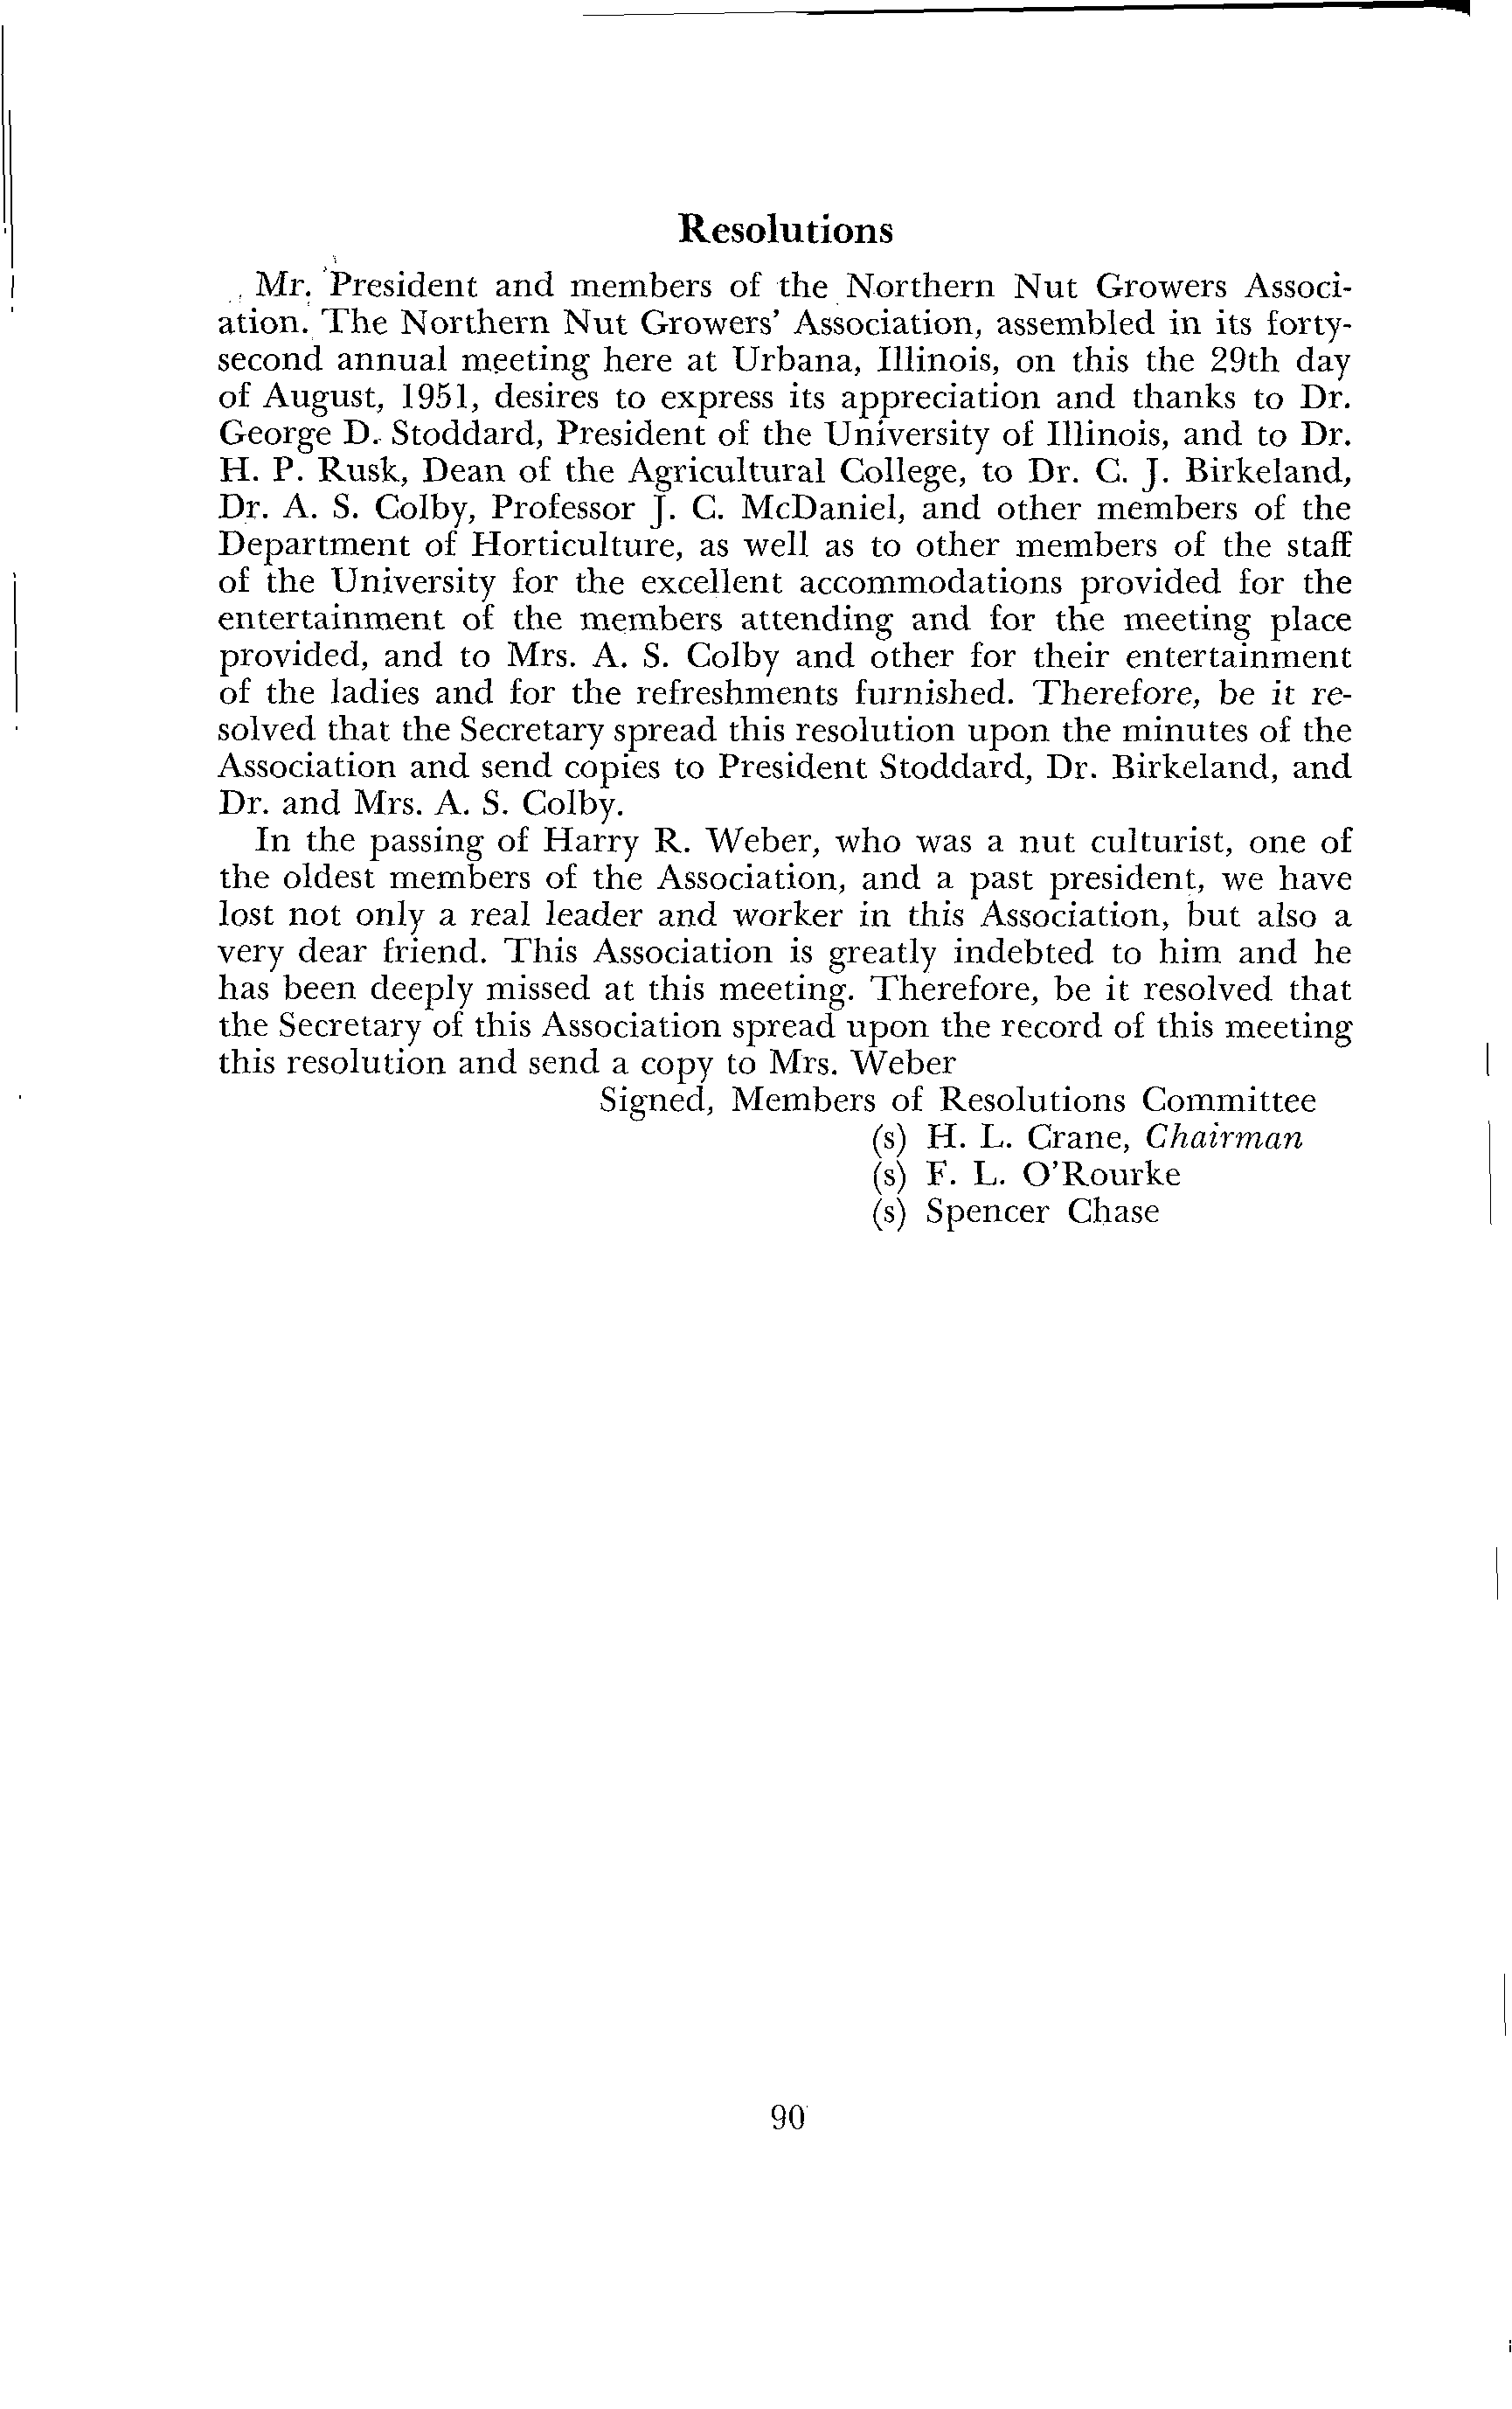 Resolutions
Mr. President and members of the Northern Nut Growers Associ-
ation. The Northern Nut Growers' Association, assembled in its forty-
second annual meeting here at Urbana, Illinois, on this the 29th day
of August, 1951, desires to express its appreciation and thanks to Dr.
George D. Stoddard, President of the University of Illinois, and to Dr.
H. P. Rusk, Dean of the Agricultural College, to Dr. C. J. Birkeland,
Dr. A. S. Colby, Professor J. C. McDaniel, and other members of the
Department of Horticulture, as well as to other members of the staff
of the University for the excellent accommodations provided for the
entertainment of the members attending and for the meeting place
provided, and to Mrs. A. S. Colby and other for their entertainment
of the ladies and for the refreshments furnished. Therefore, be it re-
solved that the Secretary spread this resolution upon the minutes of the
Association and send copies to President Stoddard, Dr. Birkeland, and
Dr. and Mrs. A. S. Colby.
In the passing of Harry R. Weber, who was a nut culturist, one of
the oldest members of the Association, and a past president, we have
lost not only a real leader and worker in this Association, but also a
very dear friend. This Association is greatly indebted to him and he
has been deeply missed at this meeting. Therefore, be it resolved that
the Secretary of this Association spread upon the record of this meeting
this resolution and send a copy to Mrs. Weber
Signed, Members of Resolutions Committee
(s) H. L. Crane, Chairman
(s) F. L. O'Rourke
(s) Spencer Chase
90